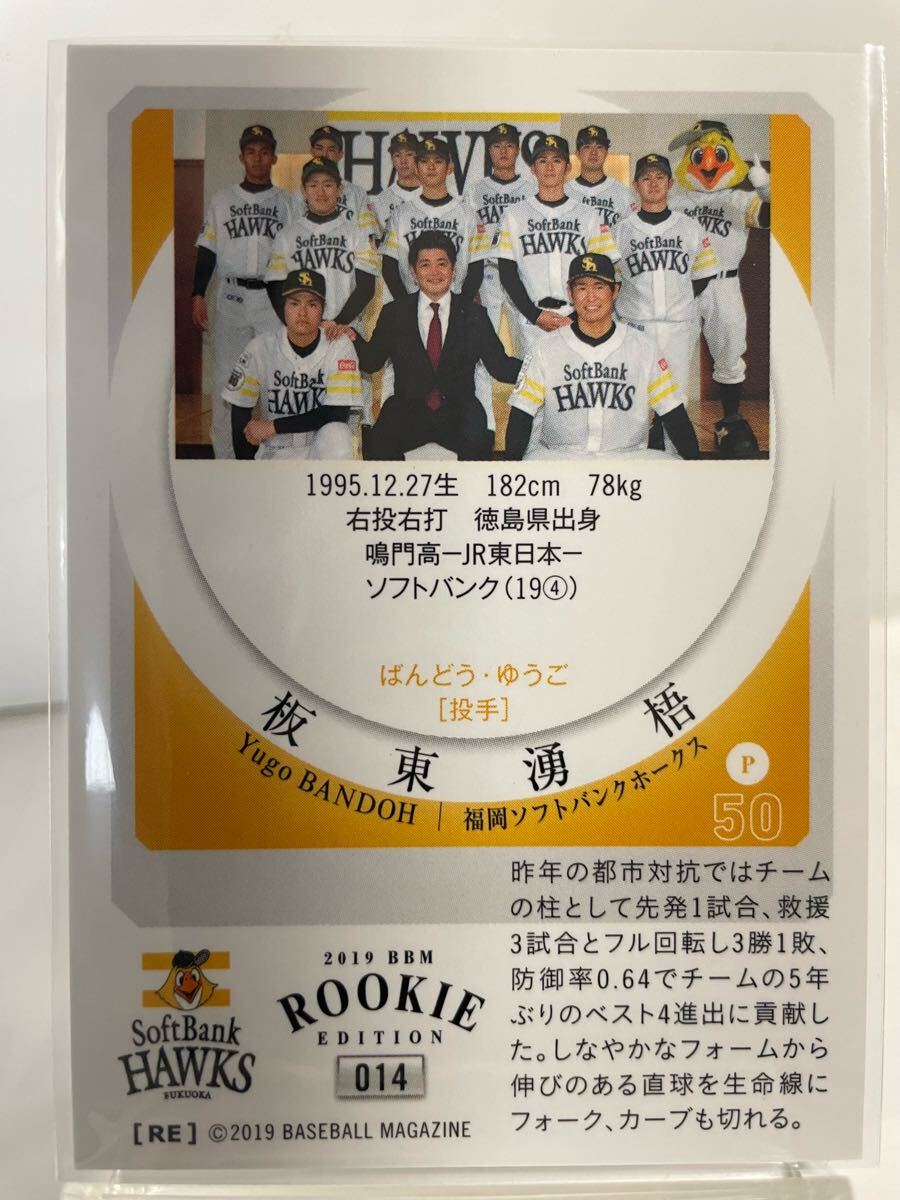 HAWKS
SoftBank
HAWKS
SoftBank
HAWKS
SoftBank
HAWKS
SoftBank
HAWKS
SoftBank
HAWKS
SoftBank
HAWKS
SoftBank
HAWKS
1995.12.27生 182cm 78kg
右投右打 徳島県出身
鳴門高ーJR東日本ー
ソフトバンク(19④)
ばんどう・ゆうご
[投手]
板東湧悟
Yugo BANDOH | 福岡ソフトバンクホークス
P
50
昨年の都市対抗ではチーム
の柱として先発1試合、救援
3試合とフル回転し3勝1敗、
防御率0.64でチームの5年
ぶりのベスト4進出に貢献し
た。しなやかなフォームから
伸びのある直球を生命線に
フォーク、カーブも切れる。
SoftBank
HAWKS
FUKUOKA
2019 BBM
ROOKIE
EDITION
014
[RE] ©2019 BASEBALL MAGAZINE